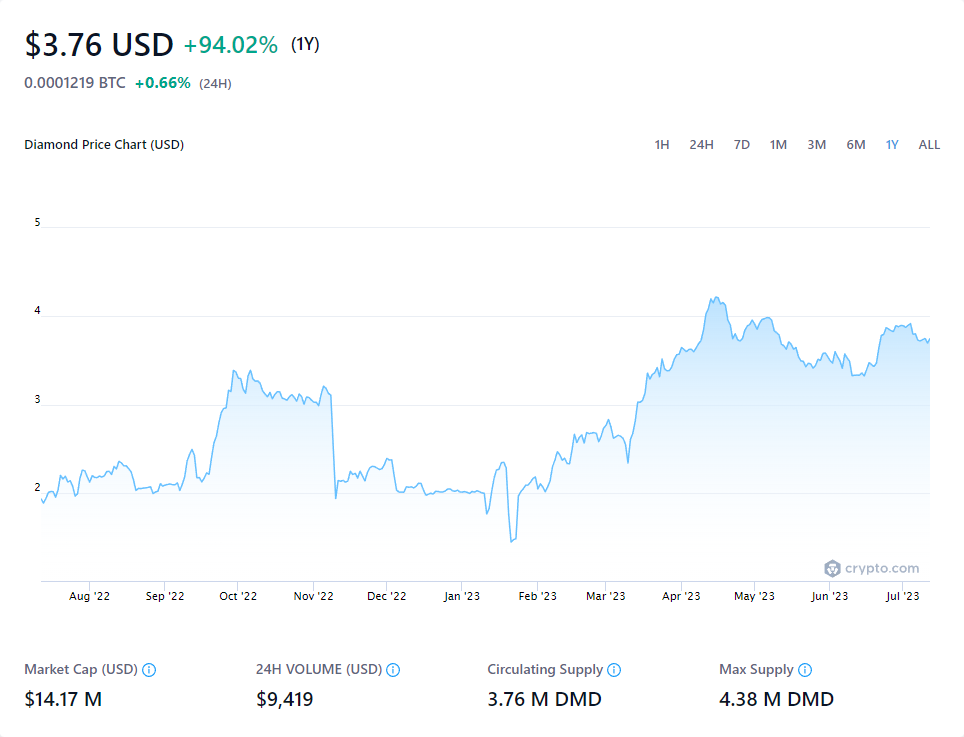 $3.76 USD +94.02% (1Y)
0.0001219 BTC +0.66% (24H)
Diamond Price Chart (USD) 1H 24H 7D 1M 3M 6M 1Y ALL
5
4
3
2
crypto.com
Aug '22 Sep '22 Oct '22 Nov '22 Dec '22 Jan '23 Feb '23 Mar '23 Apr '23 May '23 Jun '23 Jul '23
Market Cap (USD) 24H VOLUME (USD) Circulating Supply Max Supply
$14.17 M $9,419 3.76 M DMD 4.38 M DMD